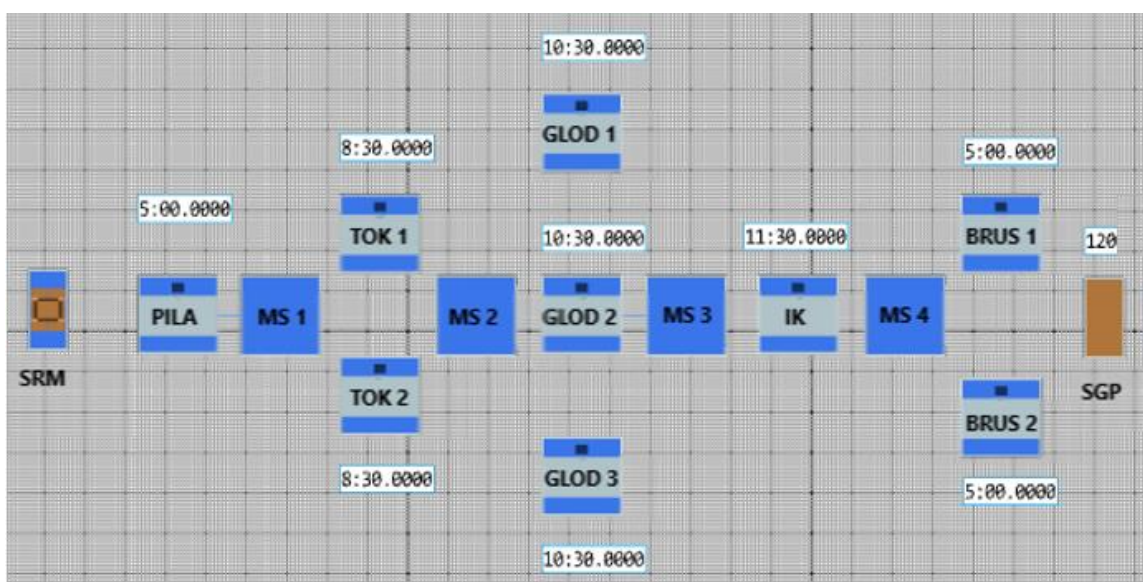 10:30.0000
GLOD 1
8:30.0000
5:00.0000
5:00.0000
TOK 1
10:30.0000
11:30.0000
BRUS 1
120
PILA
MS 1
MS 2
GLOD 2
MS 3
IK
MS 4
SRM
TOK 2
SGP
BRUS 2
8:30.0000
GLOD 3
5:00.0000
10:30.0000